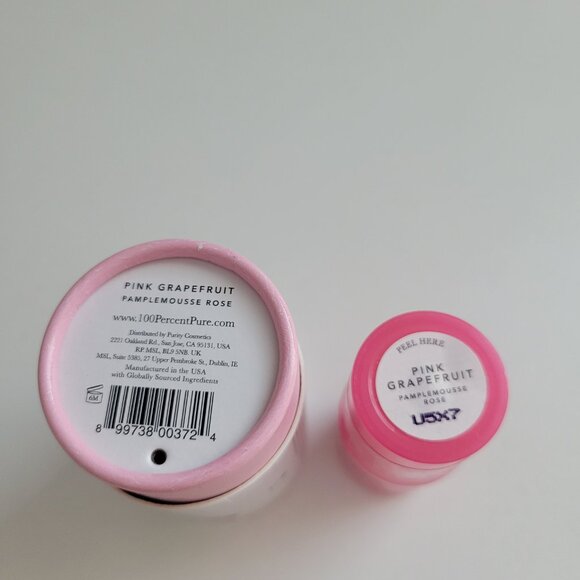 PINK GRAPEFRUIT
PAMPLEMOUSSE ROSE
www.100PercentPure.com
Distributed by Purity Cosmetics
2221 Oakland Rd., San Jose, CA 95131, USA
RP. MSL, BL9 5NB. UK
MSL, Suite 5385, 27 Upper Pembroke St., Dublin, IE
Manufactured in the USA
with Globally Sourced Ingredients
6M
8 99738 00372 4
PEEL HERE
PINK
GRAPEFRUIT
PAMPLEMOUSSE
ROSE
U5X7